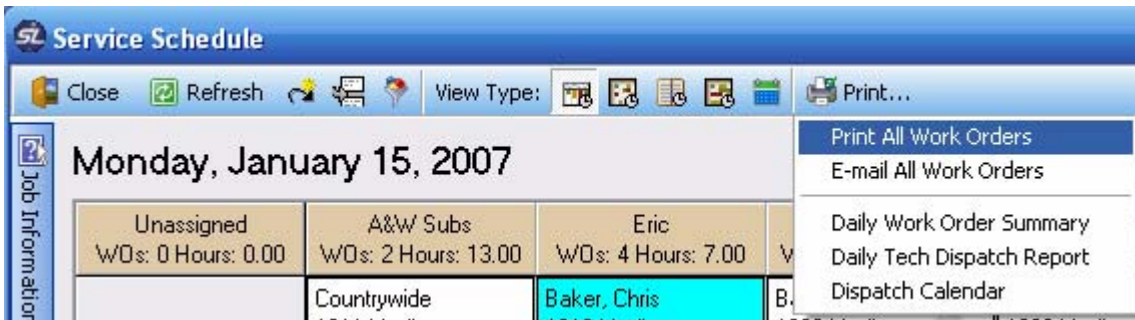 SL Service Schedule
Close Refresh View Type: Print...
Print All Work Orders
E-mail All Work Orders
Daily Work Order Summary
Daily Tech Dispatch Report
Dispatch Calendar
Job Information
Monday, January 15, 2007
Unassigned
WOs: 0 Hours: 0.00
A&W Subs
WOs: 2 Hours: 13.00
Eric
WOs: 4 Hours: 7.00
Countrywide
Baker, Chris